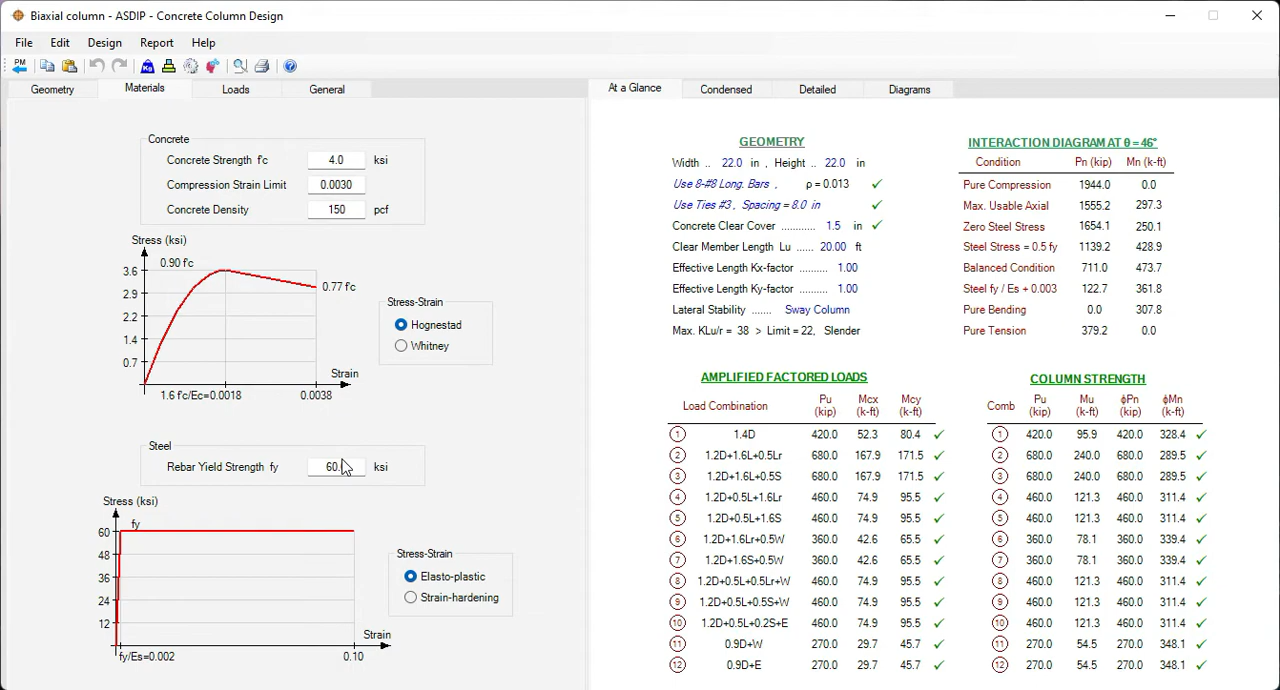 Biaxial column - ASDIP - Concrete Column Design
File Edit Design Report Help
PM
Kg
Geometry Materials Loads General
Concrete
Concrete Strength f'c 4.0 ksi
Compression Strain Limit 0.0030
Concrete Density 150 pcf
Stress (ksi)
0.90 f'c
3.6
0.77 f'c
2.9
2.2
1.4
0.7
Strain
1.6 f'c/Ec=0.0018 0.0038
Stress-Strain
Hognestad
Whitney
Steel
Rebar Yield Strength fy 60. ksi
Stress (ksi)
fy
60
48
36
24
12
Strain
fy/Es=0.002 0.10
Stress-Strain
Elasto-plastic
Strain-hardening
At a Glance Condensed Detailed Diagrams
GEOMETRY
Width .. 22.0 in , Height .. 22.0 in
Use 8-#8 Long. Bars , ρ = 0.013 ✓
Use Ties #3 , Spacing = 8.0 in ✓
Concrete Clear Cover ............ 1.5 in ✓
Clear Member Length Lu ...... 20.00 ft
Effective Length Kx-factor .......... 1.00
Effective Length Ky-factor .......... 1.00
Lateral Stability ....... Sway Column
Max. KLu/r = 38 > Limit = 22, Slender
INTERACTION DIAGRAM AT θ = 46°
Condition Pn (kip) Mn (k-ft)
Pure Compression 1944.0 0.0
Max. Usable Axial 1555.2 297.3
Zero Steel Stress 1654.1 250.1
Steel Stress = 0.5 fy 1139.2 428.9
Balanced Condition 711.0 473.7
Steel fy / Es + 0.003 122.7 361.8
Pure Bending 0.0 307.8
Pure Tension 379.2 0.0
AMPLIFIED FACTORED LOADS
Load Combination Pu (kip) Mcx (k-ft) Mcy (k-ft)
1 1.4D 420.0 52.3 80.4 ✓
2 1.2D+1.6L+0.5Lr 680.0 167.9 171.5 ✓
3 1.2D+1.6L+0.5S 680.0 167.9 171.5 ✓
4 1.2D+0.5L+1.6Lr 460.0 74.9 95.5 ✓
5 1.2D+0.5L+1.6S 460.0 74.9 95.5 ✓
6 1.2D+1.6Lr+0.5W 360.0 42.6 65.5 ✓
7 1.2D+1.6S+0.5W 360.0 42.6 65.5 ✓
8 1.2D+0.5L+0.5Lr+W 460.0 74.9 95.5 ✓
9 1.2D+0.5L+0.5S+W 460.0 74.9 95.5 ✓
10 1.2D+0.5L+0.2S+E 460.0 74.9 95.5 ✓
11 0.9D+W 270.0 29.7 45.7 ✓
12 0.9D+E 270.0 29.7 45.7 ✓
COLUMN STRENGTH
Comb Pu (kip) Mu (k-ft) ϕPn (kip) ϕMn (k-ft)
1 420.0 95.9 420.0 328.4 ✓
2 680.0 240.0 680.0 289.5 ✓
3 680.0 240.0 680.0 289.5 ✓
4 460.0 121.3 460.0 311.4 ✓
5 460.0 121.3 460.0 311.4 ✓
6 360.0 78.1 360.0 339.4 ✓
7 360.0 78.1 360.0 339.4 ✓
8 460.0 121.3 460.0 311.4 ✓
9 460.0 121.3 460.0 311.4 ✓
10 460.0 121.3 460.0 311.4 ✓
11 270.0 54.5 270.0 348.1 ✓
12 270.0 54.5 270.0 348.1 ✓